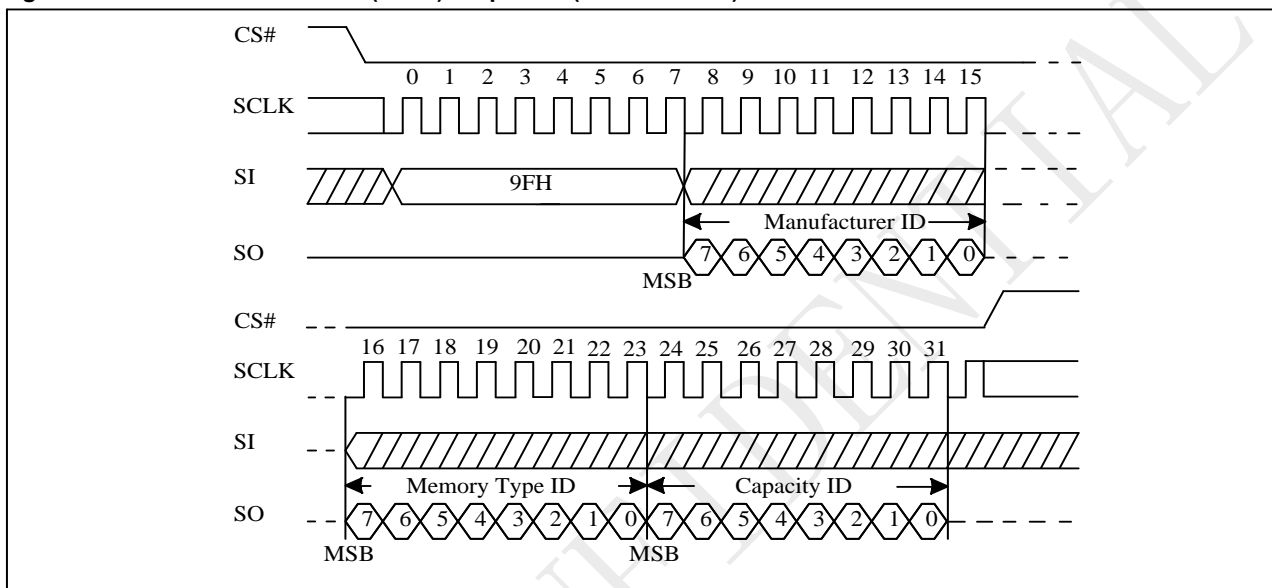 CS#
0 1 2 3 4 5 6 7 8 9 10 11 12 13 14 15
SCLK
SI
9FH
Manufacturer ID
SO
7 6 5 4 3 2 1 0
MSB
CS#
16 17 18 19 20 21 22 23 24 25 26 27 28 29 30 31
SCLK
SI
Memory Type ID Capacity ID
SO
7 6 5 4 3 2 1 0 7 6 5 4 3 2 1 0
MSB MSB